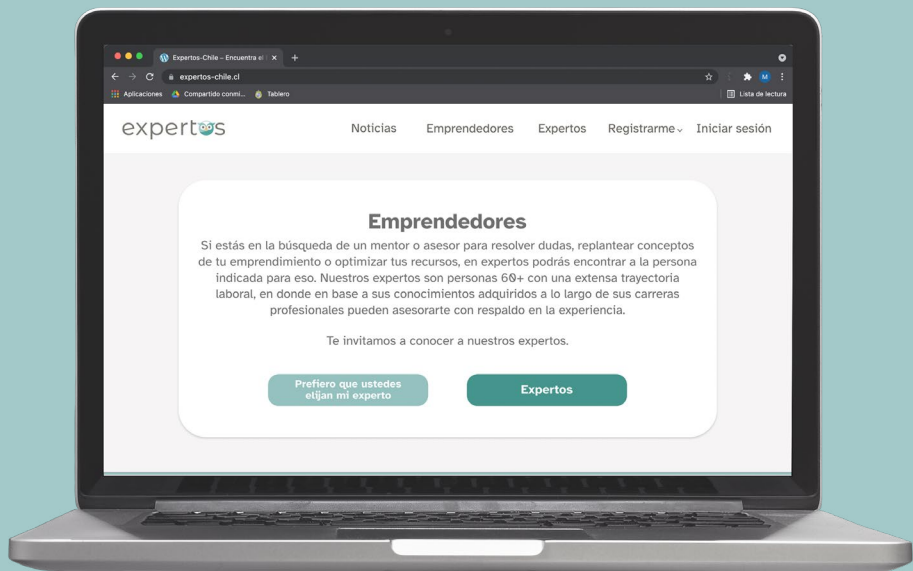 Expertos-Chile – Encuentra el
expertos-chile.cl
Aplicaciones
Compartido conmi...
Tablero
Lista de lectura
M
expertos
Noticias
Emprendedores
Expertos
Registrarme
Iniciar sesión
Emprendedores
Si estás en la búsqueda de un mentor o asesor para resolver dudas, replantear conceptos
de tu emprendimiento o optimizar tus recursos, en expertos podrás encontrar a la persona
indicada para eso. Nuestros expertos son personas 60+ con una extensa trayectoria
laboral, en donde en base a sus conocimientos adquiridos a lo largo de sus carreras
profesionales pueden asesorarte con respaldo en la experiencia.
Te invitamos a conocer a nuestros expertos.
Prefiero que ustedes
elijan mi experto
Expertos